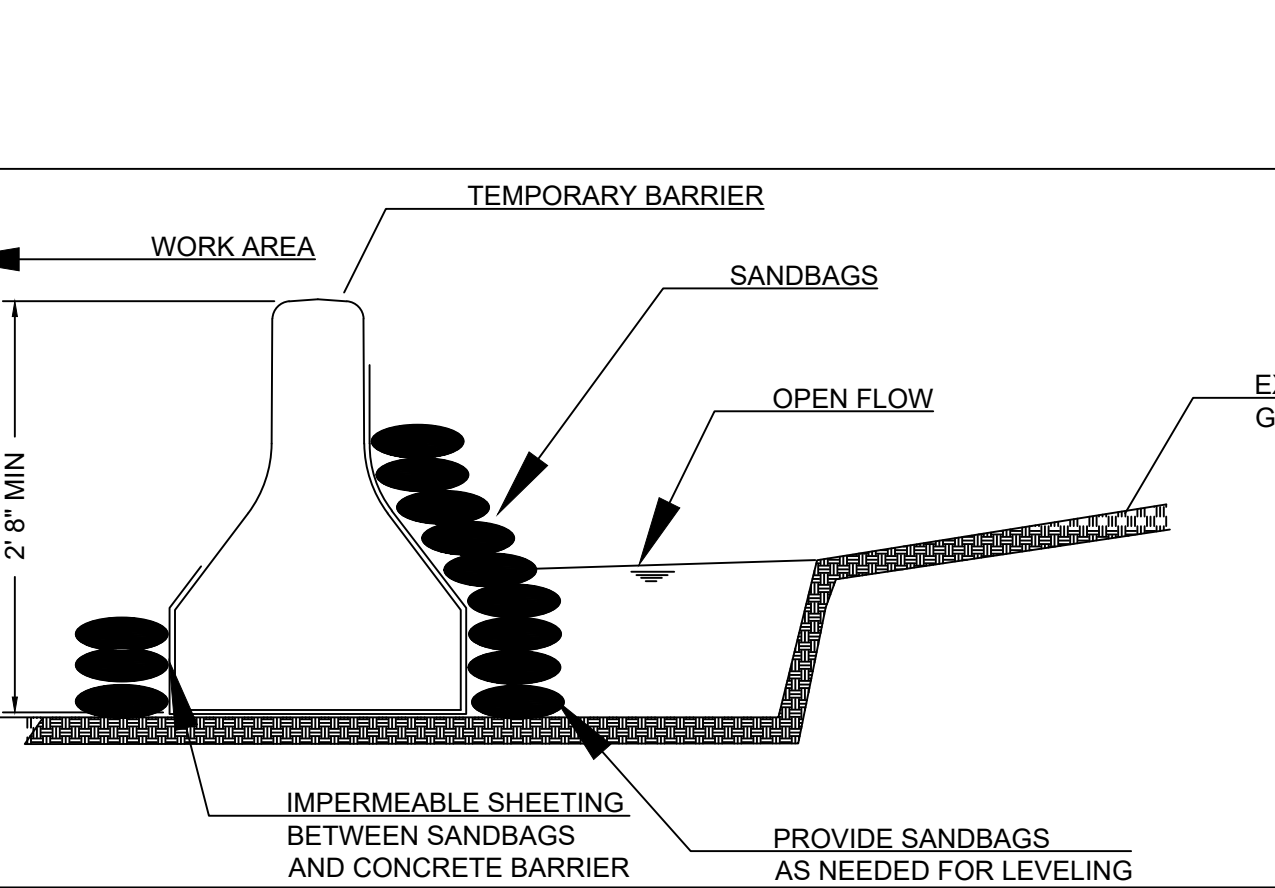 TEMPORARY BARRIER
WORK AREA
SANDBAGS
OPEN FLOW
2' 8" MIN
IMPERMEABLE SHEETING
BETWEEN SANDBAGS
AND CONCRETE BARRIER
PROVIDE SANDBAGS
AS NEEDED FOR LEVELING